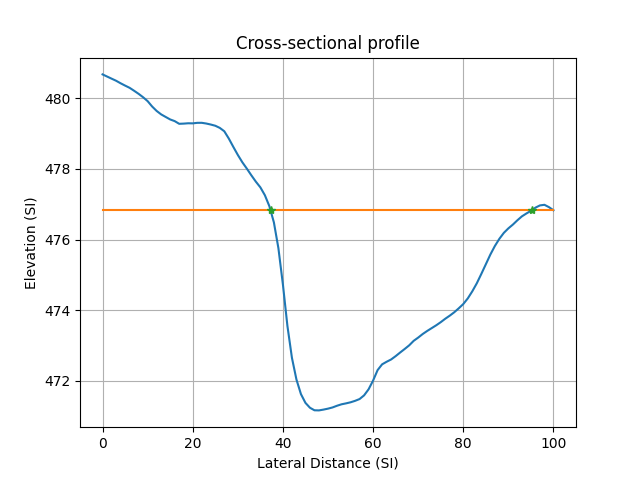 Cross-sectional profile
480
478
476
474
472
Elevation (SI)
0 20 40 60 80 100
Lateral Distance (SI)